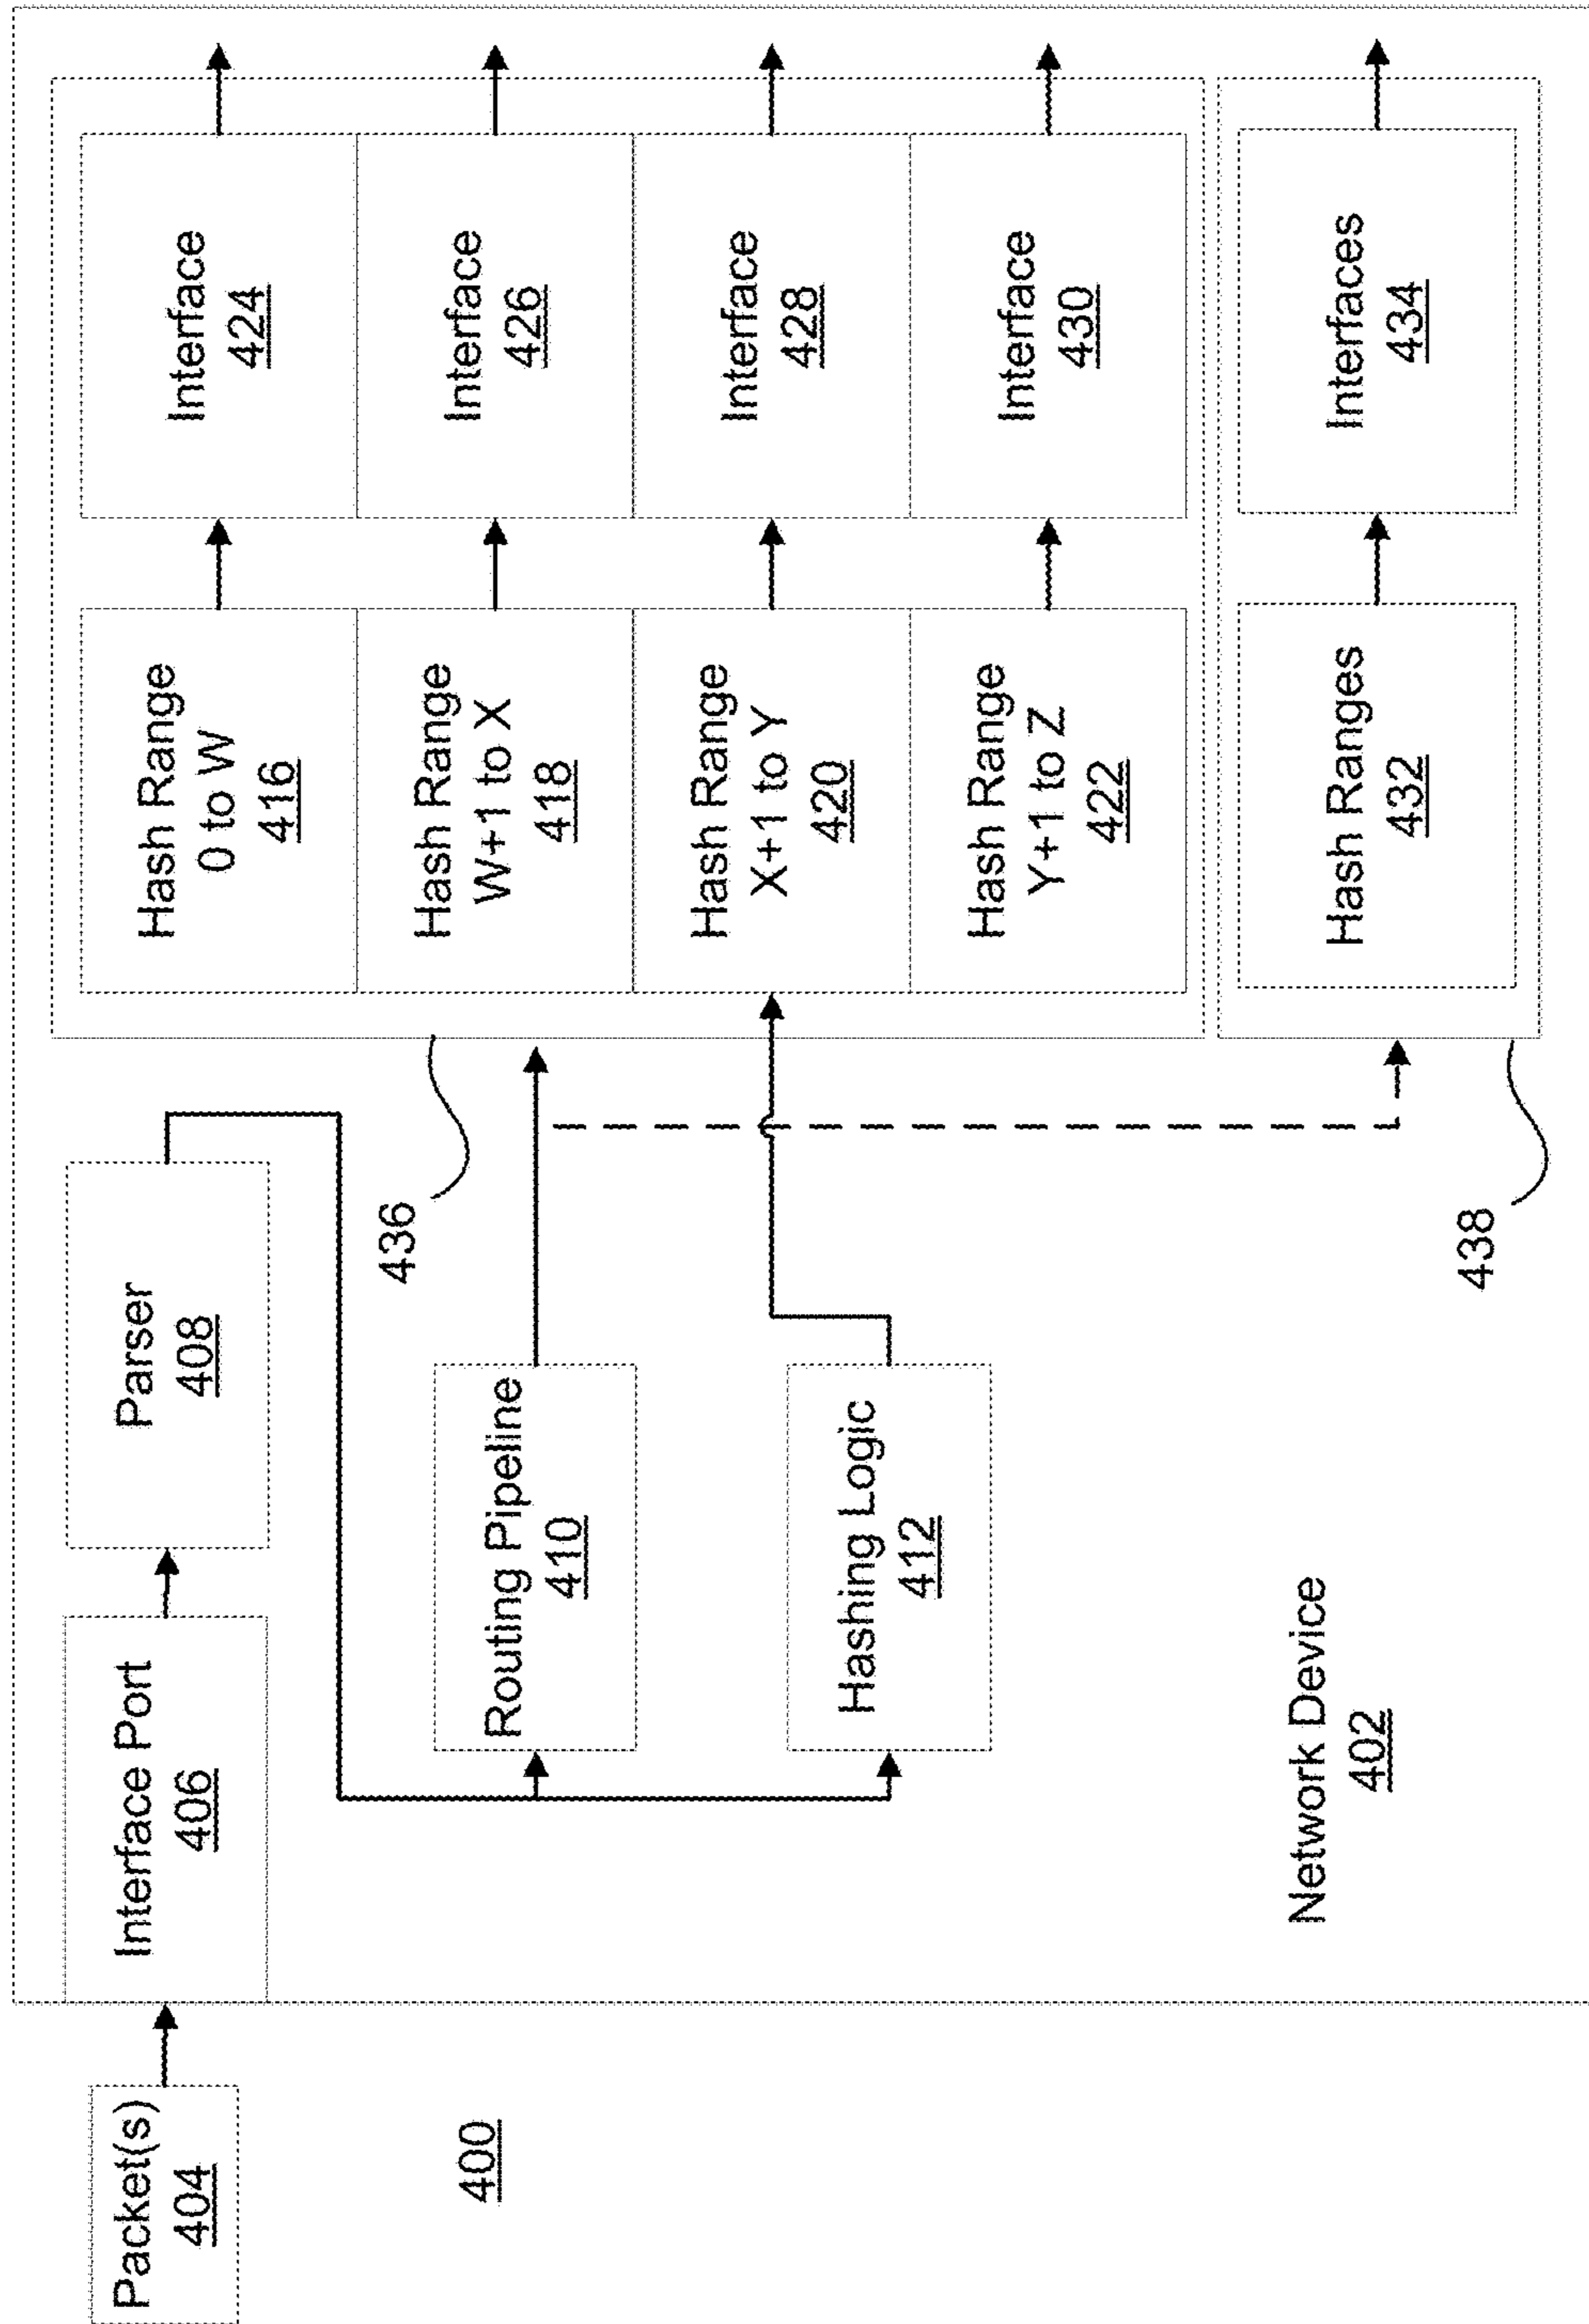 Packet(s)
404
400
Interface Port
406
Parser
408
Routing Pipeline
410
Hashing Logic
412
Network Device
402
436
438
Hash Range
0 to W
416
Hash Range
W+1 to X
418
Hash Range
X+1 to Y
420
Hash Range
Y+1 to Z
422
Hash Ranges
432
Interface
424
Interface
426
Interface
428
Interface
430
Interfaces
434